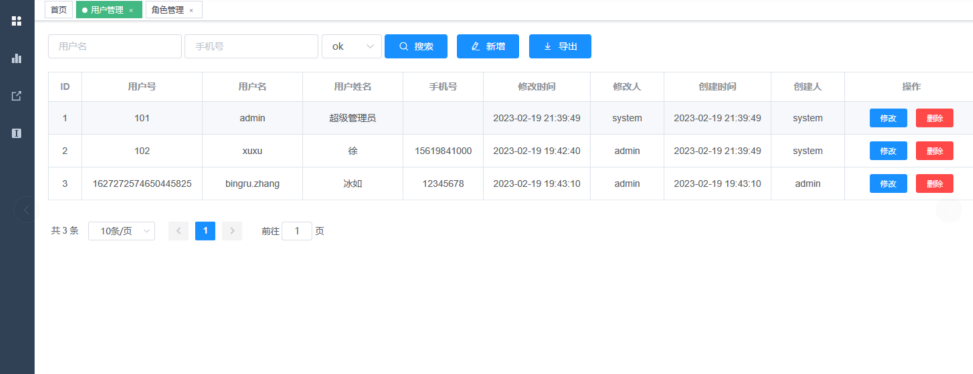 首页 用户管理 × 角色管理 ×
用户名 手机号 ok 搜索 新增 导出
ID 用户号 用户名 用户姓名 手机号 修改时间 修改人 创建时间 创建人 操作
1 101 admin 超级管理员 2023-02-19 21:39:49 system 2023-02-19 21:39:49 system 修改 删除
2 102 xuxu 徐 15619841000 2023-02-19 19:42:40 admin 2023-02-19 21:39:49 system 修改 删除
3 1627272574650445825 bingru.zhang 冰如 12345678 2023-02-19 19:43:10 admin 2023-02-19 19:43:10 admin 修改 删除
共 3 条 10条/页 1 前往 1 页